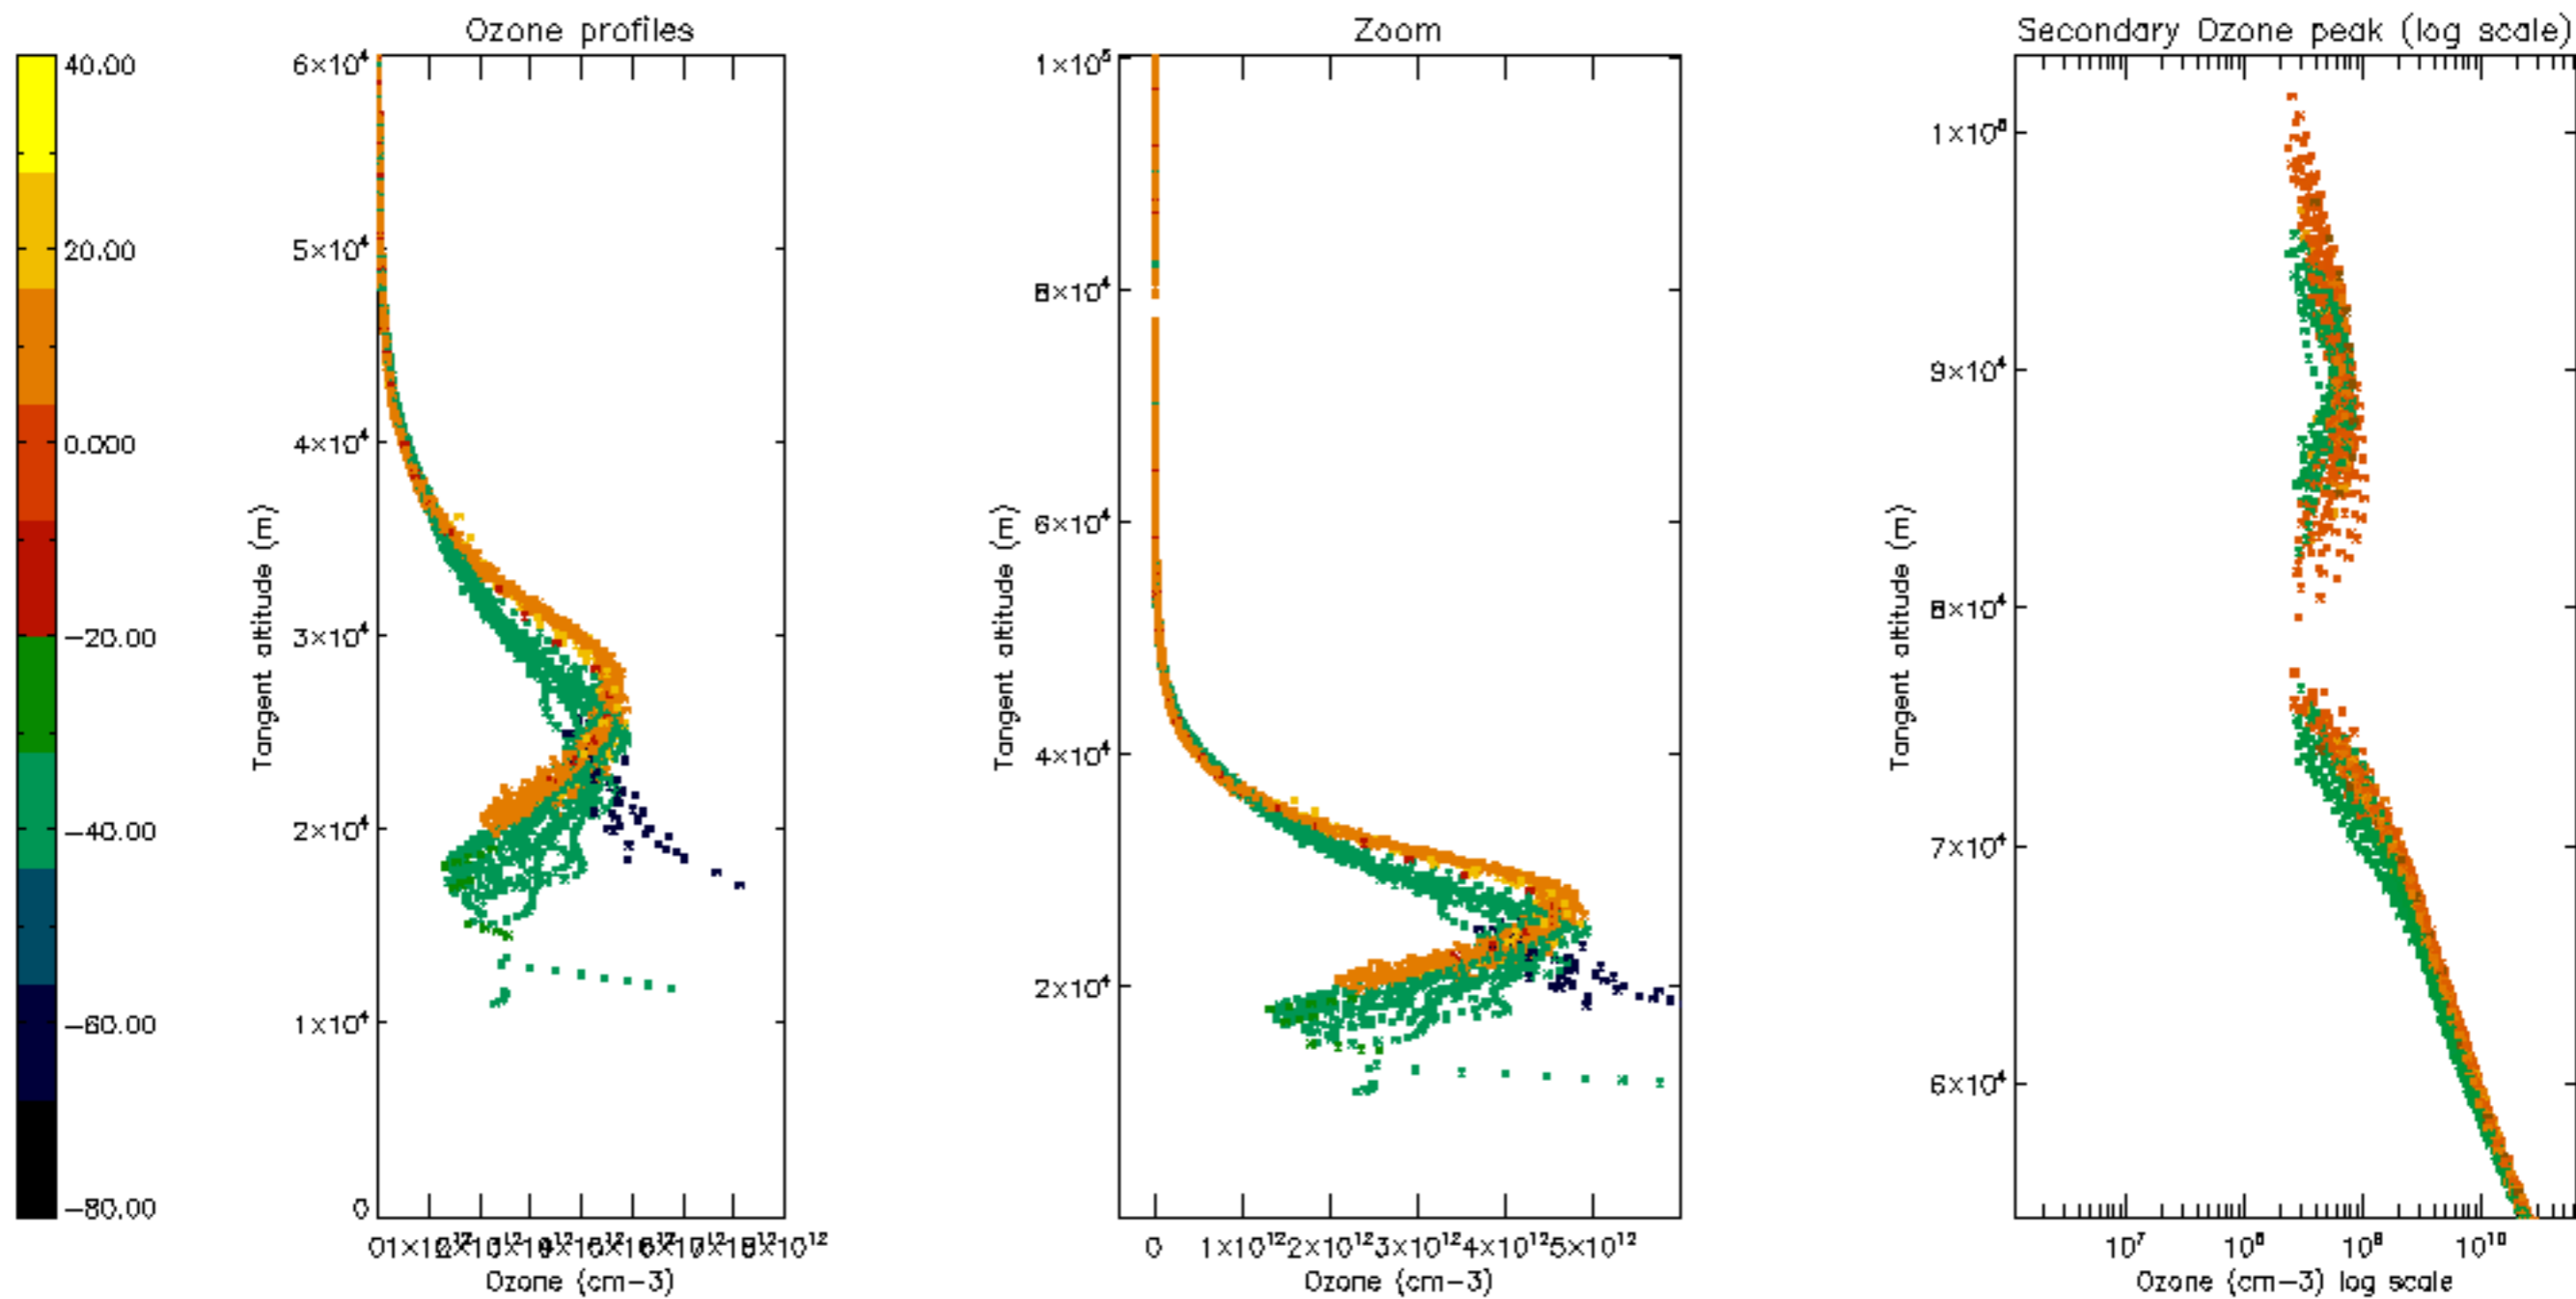 Ozone profiles
Zoom
Secondary Ozone peak (log scale)
40.00
20.00
0.000
−20.00
−40.00
−60.00
−80.00
6×10⁴
5×10⁴
4×10⁴
3×10⁴
2×10⁴
1×10⁴
0
Tangent altitude (m)
Ozone (cm−3)
1×10⁵
8×10⁴
6×10⁴
4×10⁴
2×10⁴
Tangent altitude (m)
0 1×10¹² 2×10¹² 3×10¹² 4×10¹² 5×10¹²
Ozone (cm−3)
9×10⁴
8×10⁴
7×10⁴
6×10⁴
Tangent altitude (m)
10⁷ 10⁸ 10⁹ 10¹⁰
Ozone (cm−3) log scale